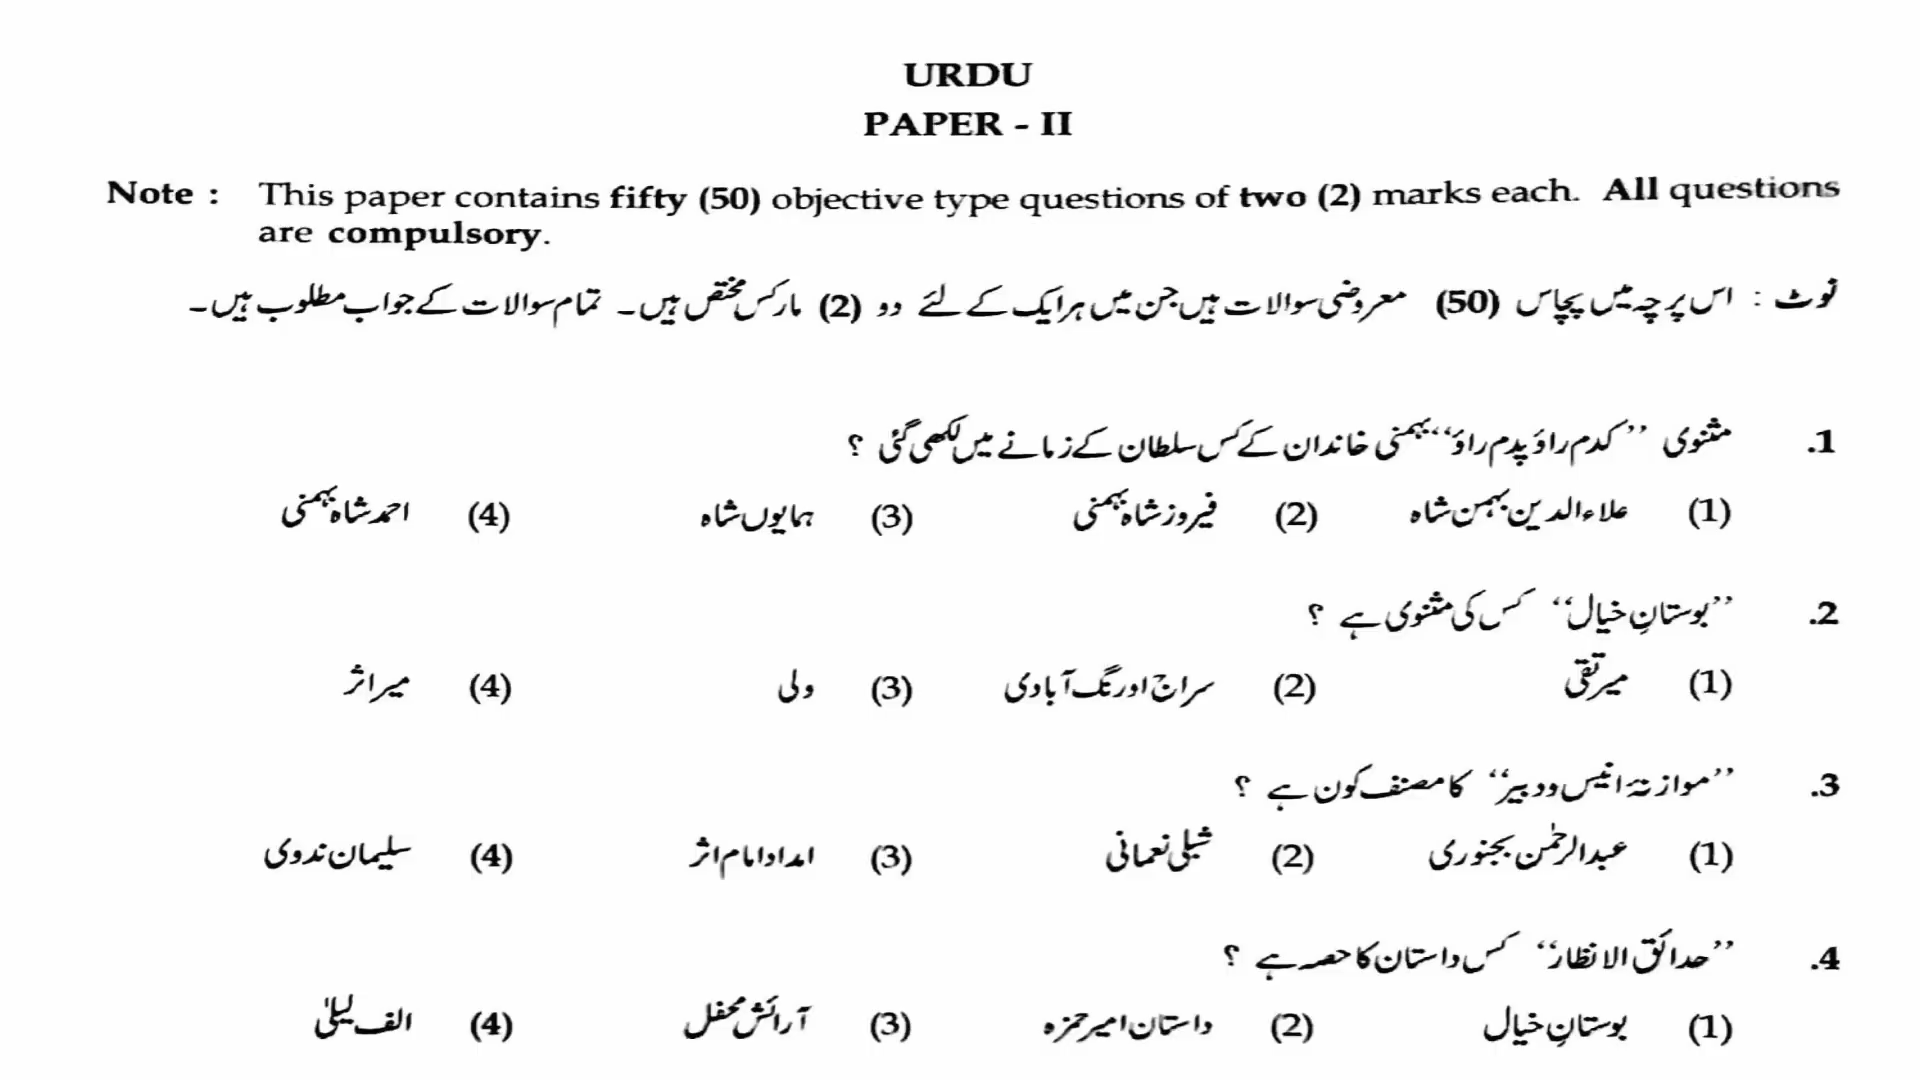 URDU
PAPER - II
Note : This paper contains fifty (50) objective type questions of two (2) marks each. All questions
are compulsory.
نوٹ : اس پرچہ میں پچاس (50) معروضی سوالات ہیں جن میں ہر ایک کے لئے دو (2) مارکس مختص ہیں۔ تمام سوالات کے جواب مطلوب ہیں۔
1. مثنوی ’’کدم راؤ پدم راؤ‘‘ بہمنی خاندان کے کس سلطان کے زمانے میں لکھی گئی ؟
(1) علاءالدین بہمن شاہ (2) فیروز شاہ بہمنی (3) ہمایوں شاہ (4) احمد شاہ بہمنی
2. ’’بوستانِ خیال‘‘ کس کی مثنوی ہے ؟
(1) میر تقی (2) سراج اورنگ آبادی (3) ولی (4) میر اثر
3. ’’موازنۂ انیس و دبیر‘‘ کا مصنف کون ہے ؟
(1) عبدالرحمٰن بجنوری (2) شبلی نعمانی (3) امداد امام اثر (4) سلیمان ندوی
4. ’’حدائق الانظار‘‘ کس داستان کا حصہ ہے ؟
(1) بوستانِ خیال (2) داستان امیر حمزہ (3) آرائش محفل (4) الف لیلیٰ